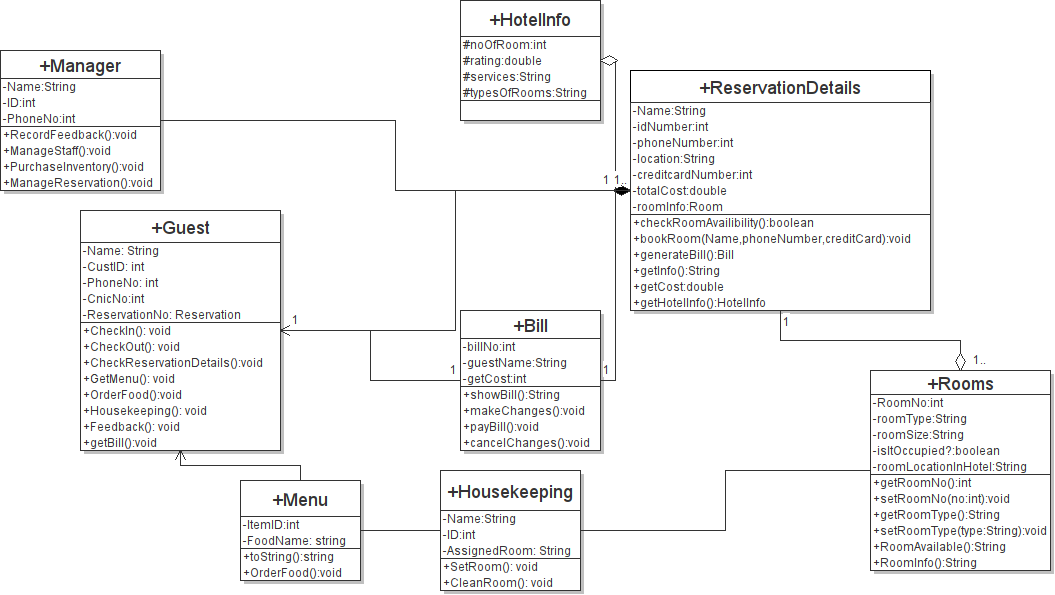 +HotelInfo
#noOfRoom:int
#rating:double
#services:String
#typesOfRooms:String
+Manager
-Name:String
-ID:int
-PhoneNo:int
+RecordFeedback():void
+ManageStaff():void
+PurchaseInventory():void
+ManageReservation():void
+ReservationDetails
-Name:String
-idNumber:int
-phoneNumber:int
-location:String
-creditcardNumber:int
-totalCost:double
-roomInfo:Room
+checkRoomAvailibility():boolean
+bookRoom(Name,phoneNumber,creditCard):void
+generateBill():Bill
+getInfo():String
+getCost:double
+getHotelInfo():HotelInfo
1 1..
+Guest
-Name: String
-CustID: int
-PhoneNo: int
-CnicNo:int
-ReservationNo: Reservation
+CheckIn(): void
+CheckOut(): void
+CheckReservationDetails():void
+GetMenu(): void
+OrderFood():void
+Housekeeping(): void
+Feedback(): void
+getBill():void
1
1
+Bill
-billNo:int
-guestName:String
-getCost:int
+showBill():String
+makeChanges():void
+payBill():void
+cancelChanges():void
1
1
1..
+Rooms
-RoomNo:int
-roomType:String
-roomSize:String
-isItOccupied?:boolean
-roomLocationInHotel:String
+getRoomNo():int
+setRoomNo(no:int):void
+getRoomType():String
+setRoomType(type:String):void
+RoomAvailable():String
+RoomInfo():String
+Menu
-ItemID:int
-FoodName: string
+toString():string
+OrderFood():void
+Housekeeping
-Name:String
-ID:int
-AssignedRoom: String
+SetRoom(): void
+CleanRoom(): void